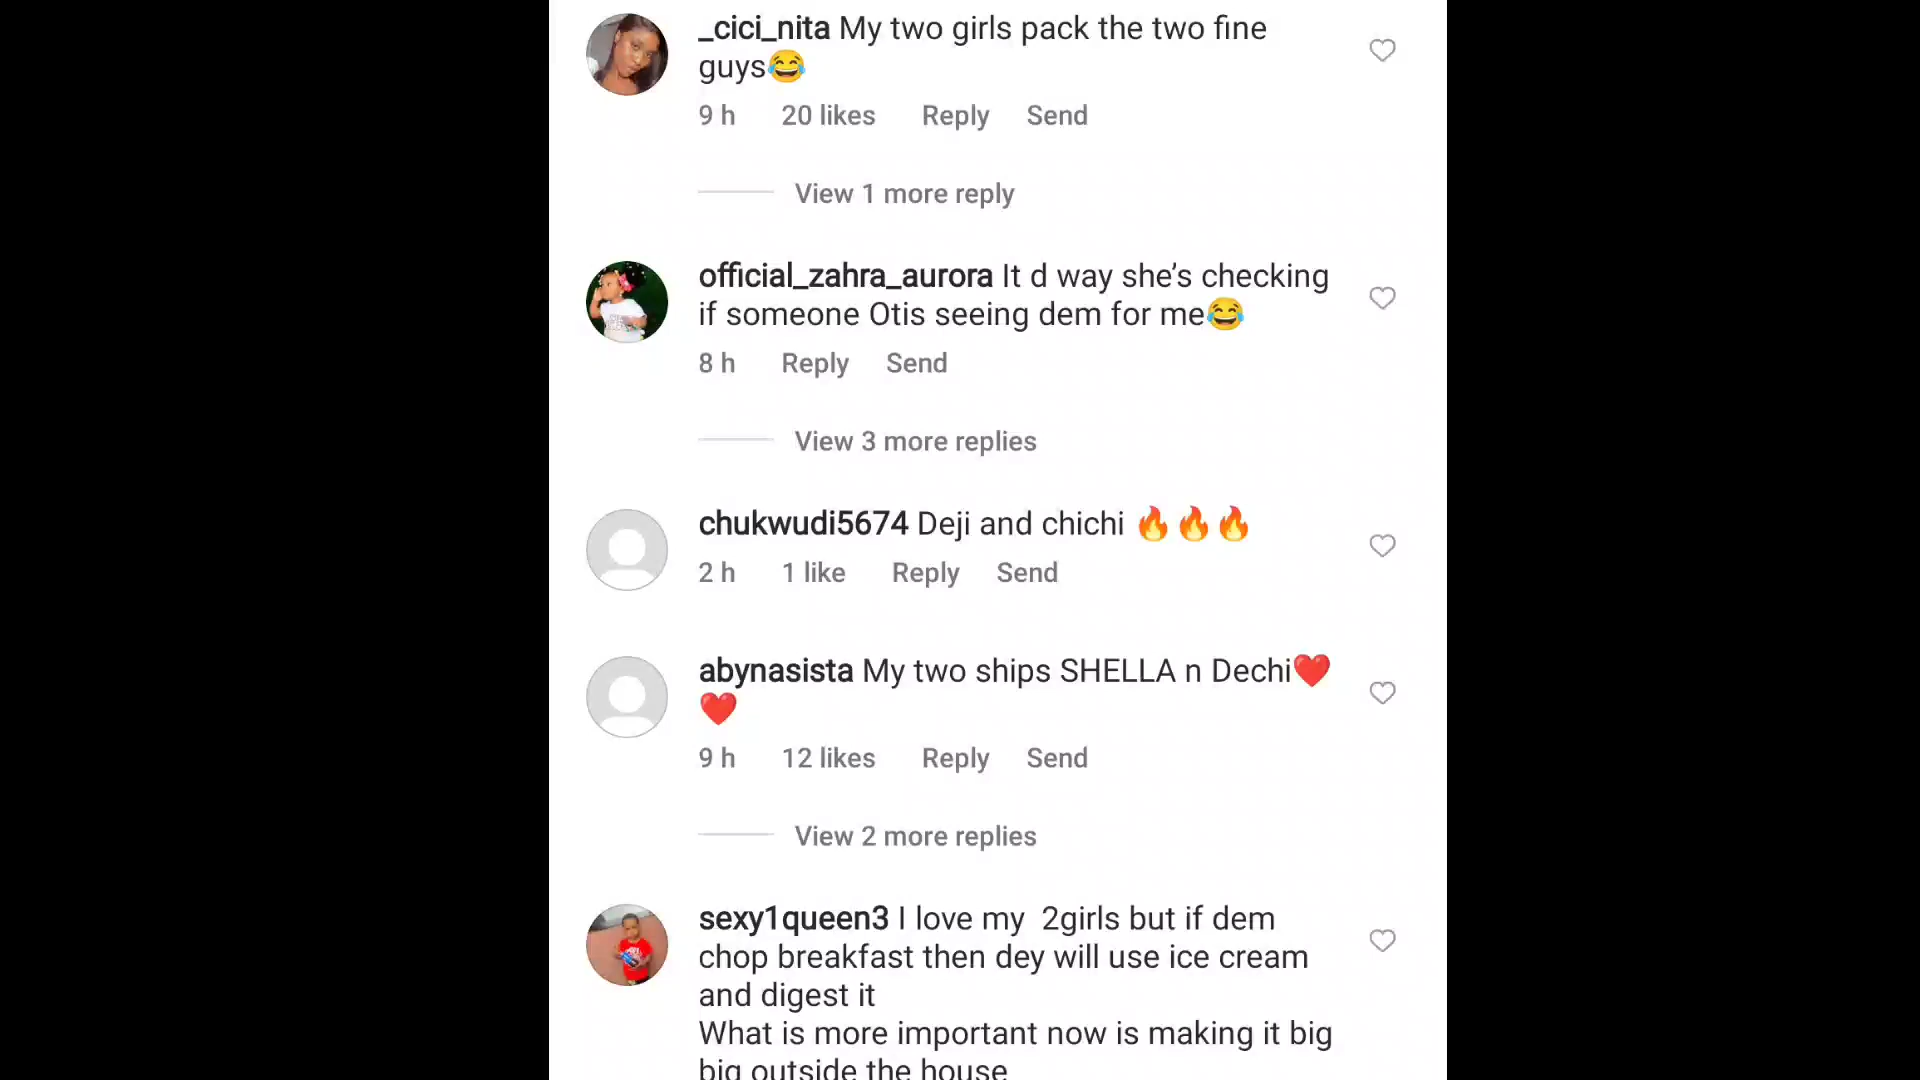 _cici_nita My two girls pack the two fine
guys😂
9 h 20 likes Reply Send
View 1 more reply
official_zahra_aurora It d way she’s checking
if someone Otis seeing dem for me😂
8 h Reply Send
View 3 more replies
chukwudi5674 Deji and chichi 🔥🔥🔥
2 h 1 like Reply Send
abynasista My two ships SHELLA n Dechi❤️
❤️
9 h 12 likes Reply Send
View 2 more replies
sexy1queen3 I love my 2girls but if dem
chop breakfast then dey will use ice cream
and digest it
What is more important now is making it big
big outside the house